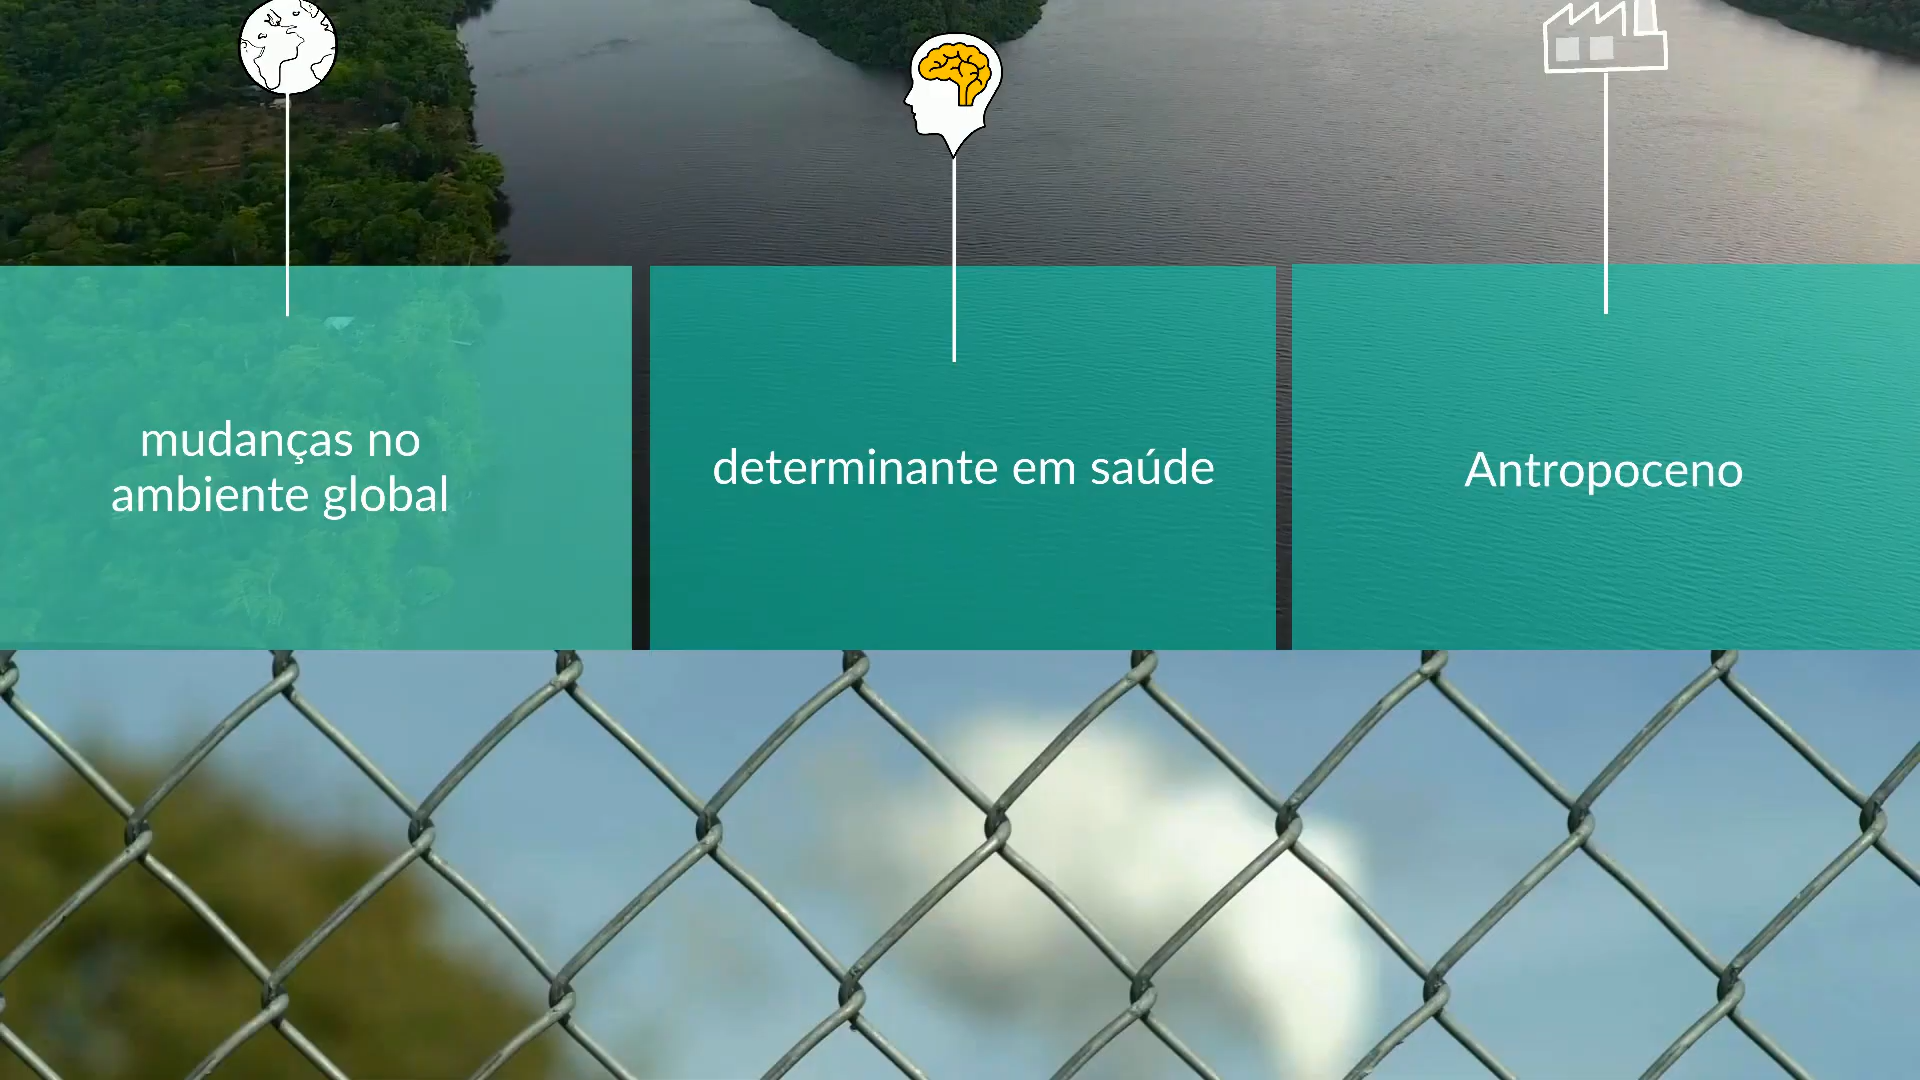 mudanças no
ambiente global
determinante em saúde
Antropoceno